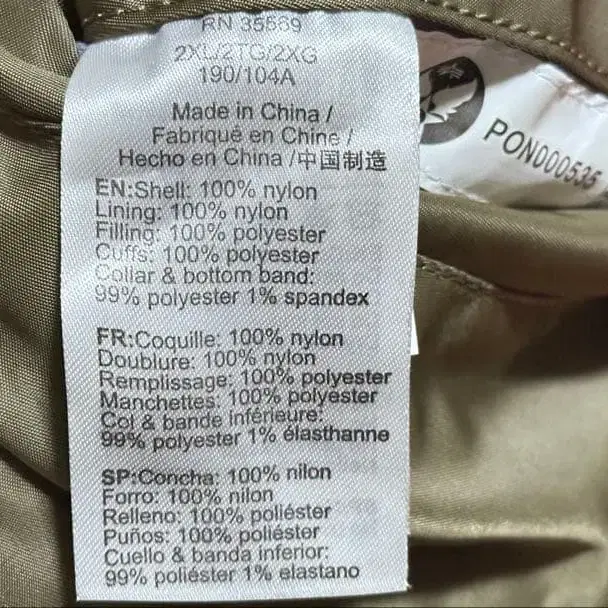 RN 35569
2XL/2TG/2XG
190/104A
Made in China /
Fabriqué en Chine /
Hecho en China /中国制造
EN:Shell: 100% nylon
Lining: 100% nylon
Filling: 100% polyester
Cuffs: 100% polyester
Collar & bottom band:
99% polyester 1% spandex
FR:Coquille: 100% nylon
Doublure: 100% nylon
Remplissage: 100% polyester
Manchettes: 100% polyester
Col & bande inférieure:
99% polyester 1% élasthanne
SP:Concha: 100% nilon
Forro: 100% nilon
Relleno: 100% poliéster
Puños: 100% poliéster
Cuello & banda inferior:
99% poliéster 1% elastano
PON000535